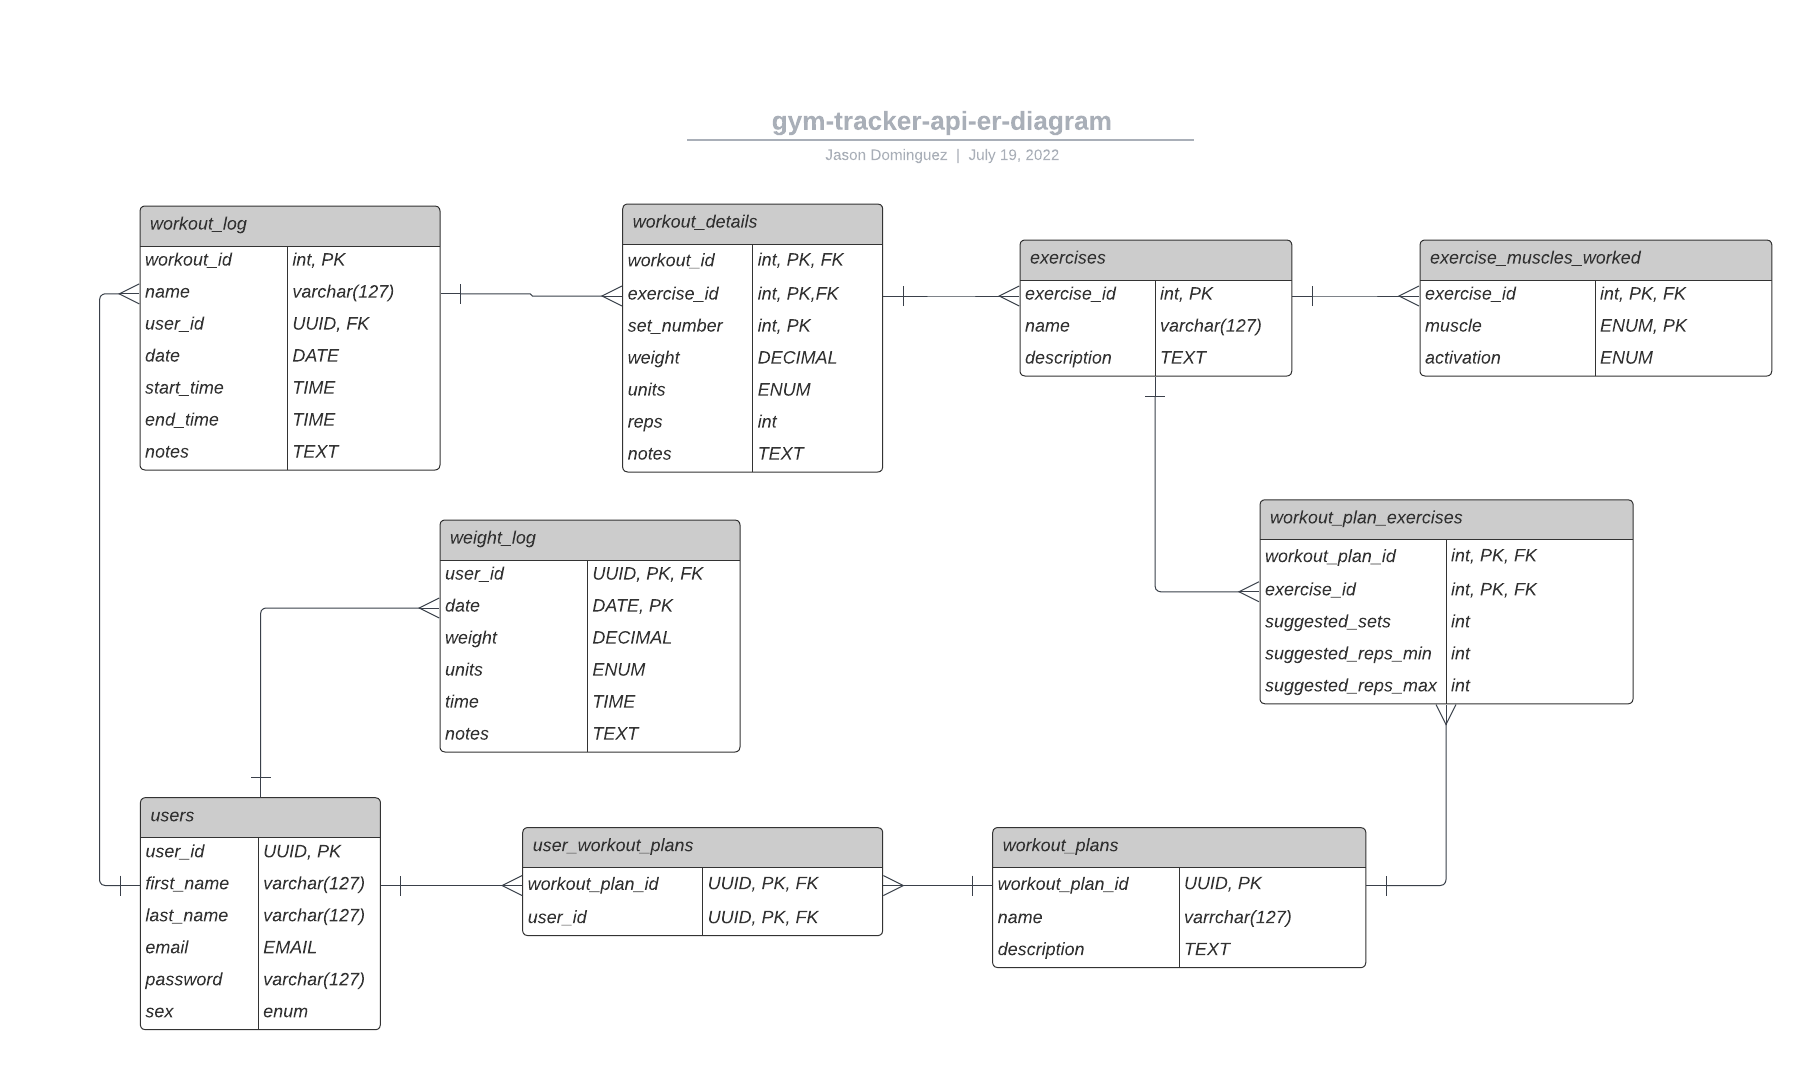 gym-tracker-api-er-diagram
Jason Dominguez | July 19, 2022
workout_log
workout_id int, PK
name varchar(127)
user_id UUID, FK
date DATE
start_time TIME
end_time TIME
notes TEXT
workout_details
workout_id int, PK, FK
exercise_id int, PK,FK
set_number int, PK
weight DECIMAL
units ENUM
reps int
notes TEXT
exercises
exercise_id int, PK
name varchar(127)
description TEXT
exercise_muscles_worked
exercise_id int, PK, FK
muscle ENUM, PK
activation ENUM
weight_log
user_id UUID, PK, FK
date DATE, PK
weight DECIMAL
units ENUM
time TIME
notes TEXT
workout_plan_exercises
workout_plan_id int, PK, FK
exercise_id int, PK, FK
suggested_sets int
suggested_reps_min int
suggested_reps_max int
users
user_id UUID, PK
first_name varchar(127)
last_name varchar(127)
email EMAIL
password varchar(127)
sex enum
user_workout_plans
workout_plan_id UUID, PK, FK
user_id UUID, PK, FK
workout_plans
workout_plan_id UUID, PK
name varrchar(127)
description TEXT